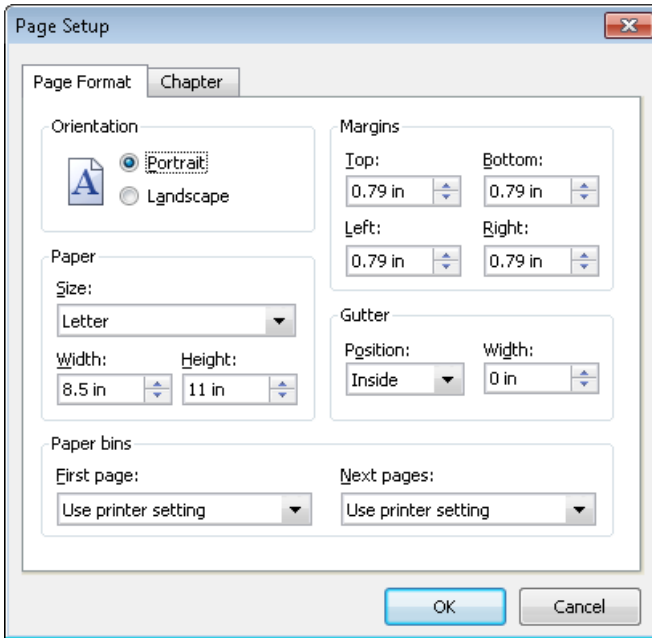 Page Setup
Page Format
Chapter
Orientation
A
Portrait
Landscape
Margins
Top:
Bottom:
0.79 in
0.79 in
Left:
Right:
0.79 in
0.79 in
Paper
Size:
Letter
Width:
Height:
8.5 in
11 in
Gutter
Position:
Width:
Inside
0 in
Paper bins
First page:
Next pages:
Use printer setting
Use printer setting
OK
Cancel